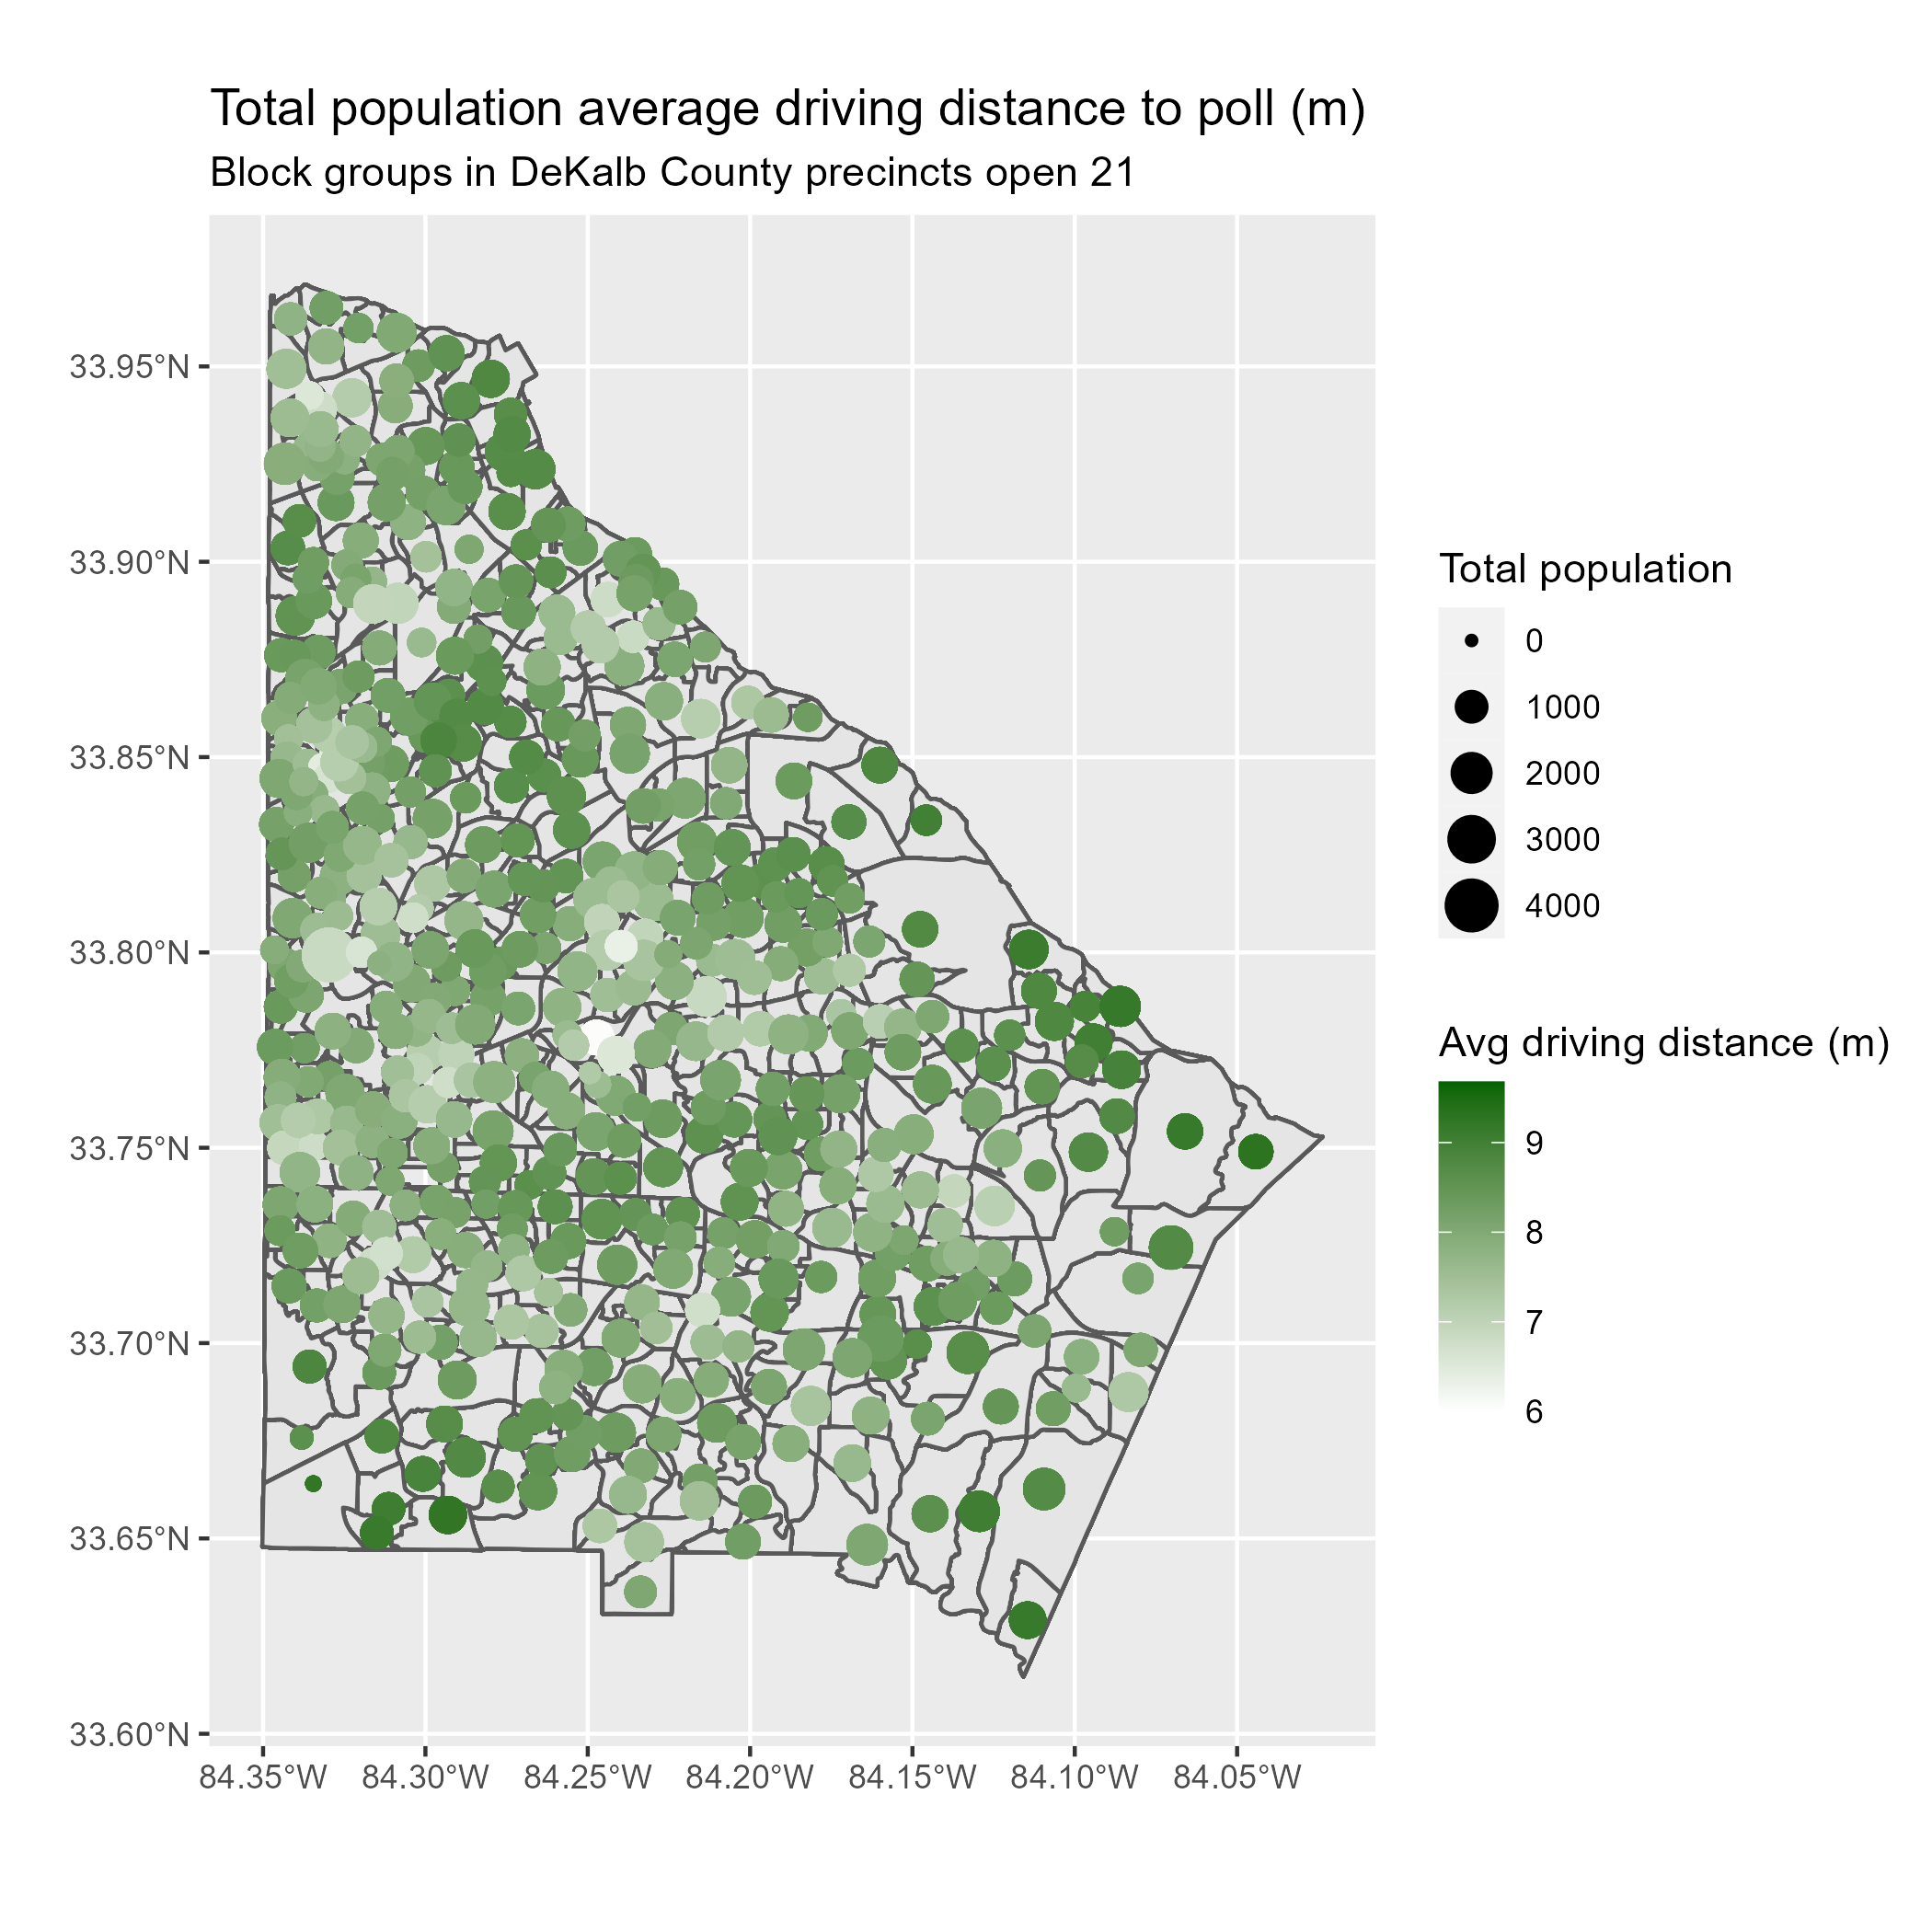 Total population average driving distance to poll (m)
Block groups in DeKalb County precincts open 21
33.95°N
33.90°N
33.85°N
33.80°N
33.75°N
33.70°N
33.65°N
33.60°N
84.35°W
84.30°W
84.25°W
84.20°W
84.15°W
84.10°W
84.05°W
Total population
0
1000
2000
3000
4000
Avg driving distance (m)
9
8
7
6